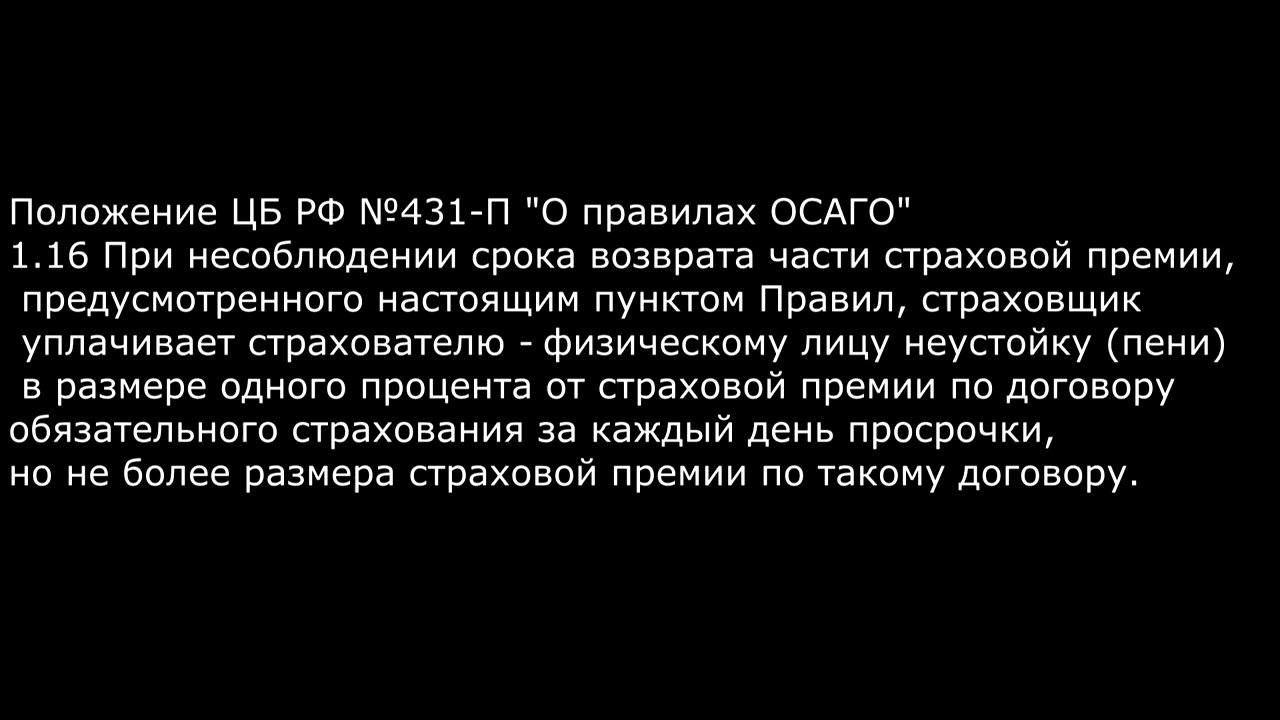 Положение ЦБ РФ №431-П "О правилах ОСАГО"
1.16 При несоблюдении срока возврата части страховой премии,
предусмотренного настоящим пунктом Правил, страховщик
уплачивает страхователю - физическому лицу неустойку (пени)
в размере одного процента от страховой премии по договору
обязательного страхования за каждый день просрочки,
но не более размера страховой премии по такому договору.